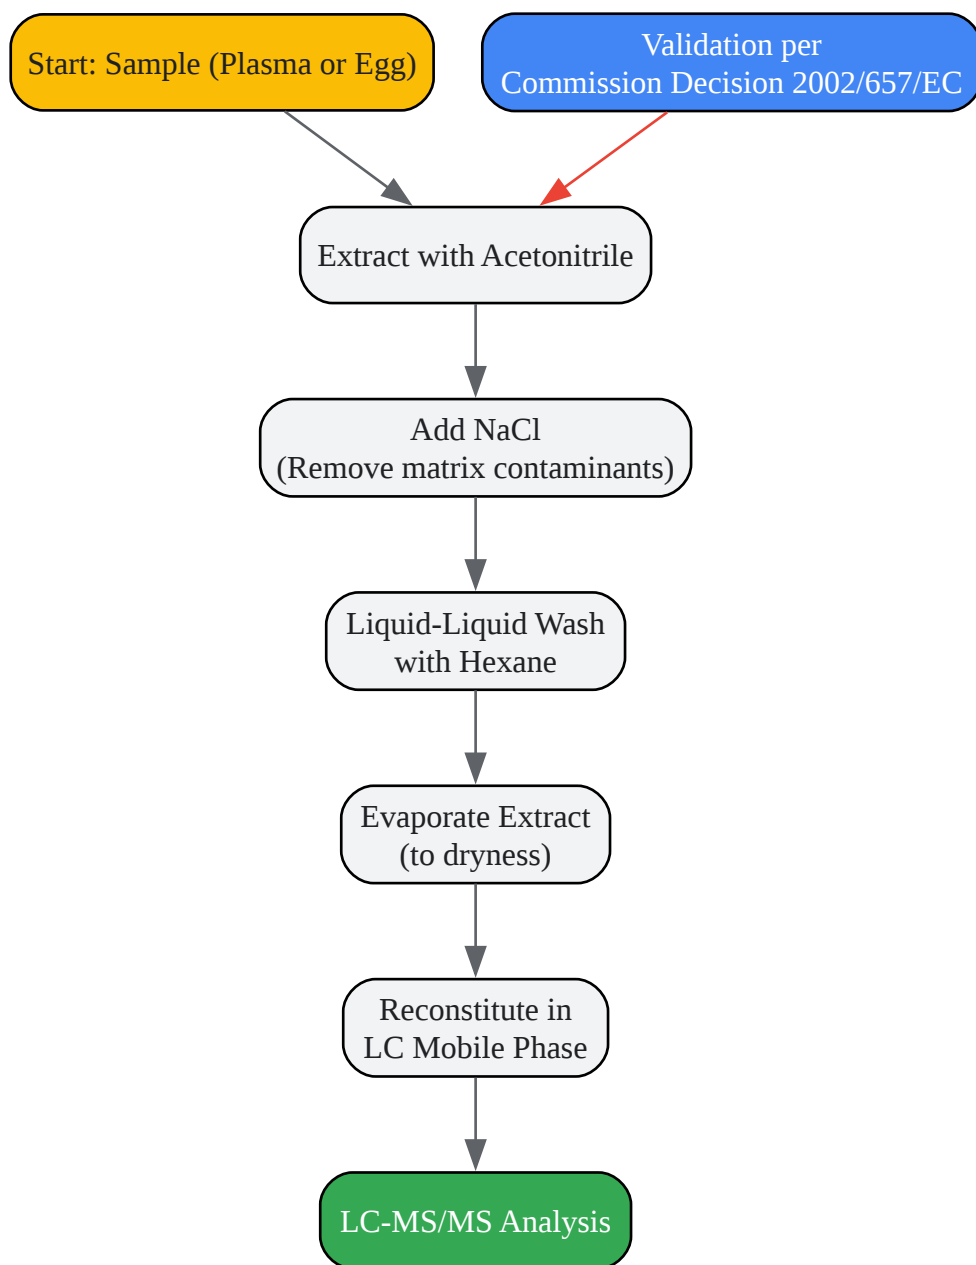 Start: Sample (Plasma or Egg)
Validation per
Commission Decision 2002/657/EC
Extract with Acetonitrile
Add NaCl
(Remove matrix contaminants)
Liquid-Liquid Wash
with Hexane
Evaporate Extract
(to dryness)
Reconstitute in
LC Mobile Phase
LC-MS/MS Analysis